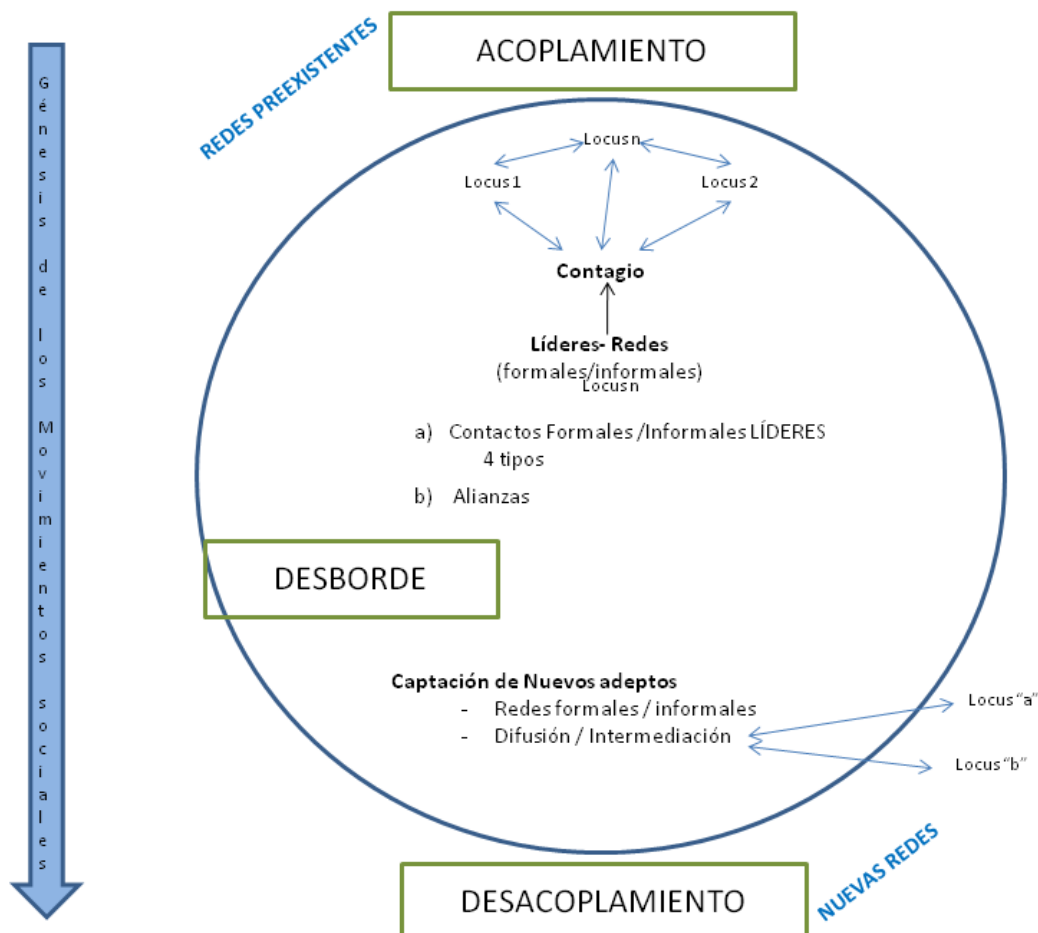 Génesis de los Movimientos sociales
REDES PREEXISTENTES
ACOPLAMIENTO
Locusn
Locus 1
Locus 2
Contagio
Líderes- Redes
(formales/informales)
Locusn
a) Contactos Formales /Informales LÍDERES
4 tipos
b) Alianzas
DESBORDE
Captación de Nuevos adeptos
- Redes formales / informales
- Difusión / Intermediación
Locus "a"
Locus "b"
DESACOPLAMIENTO
NUEVAS REDES